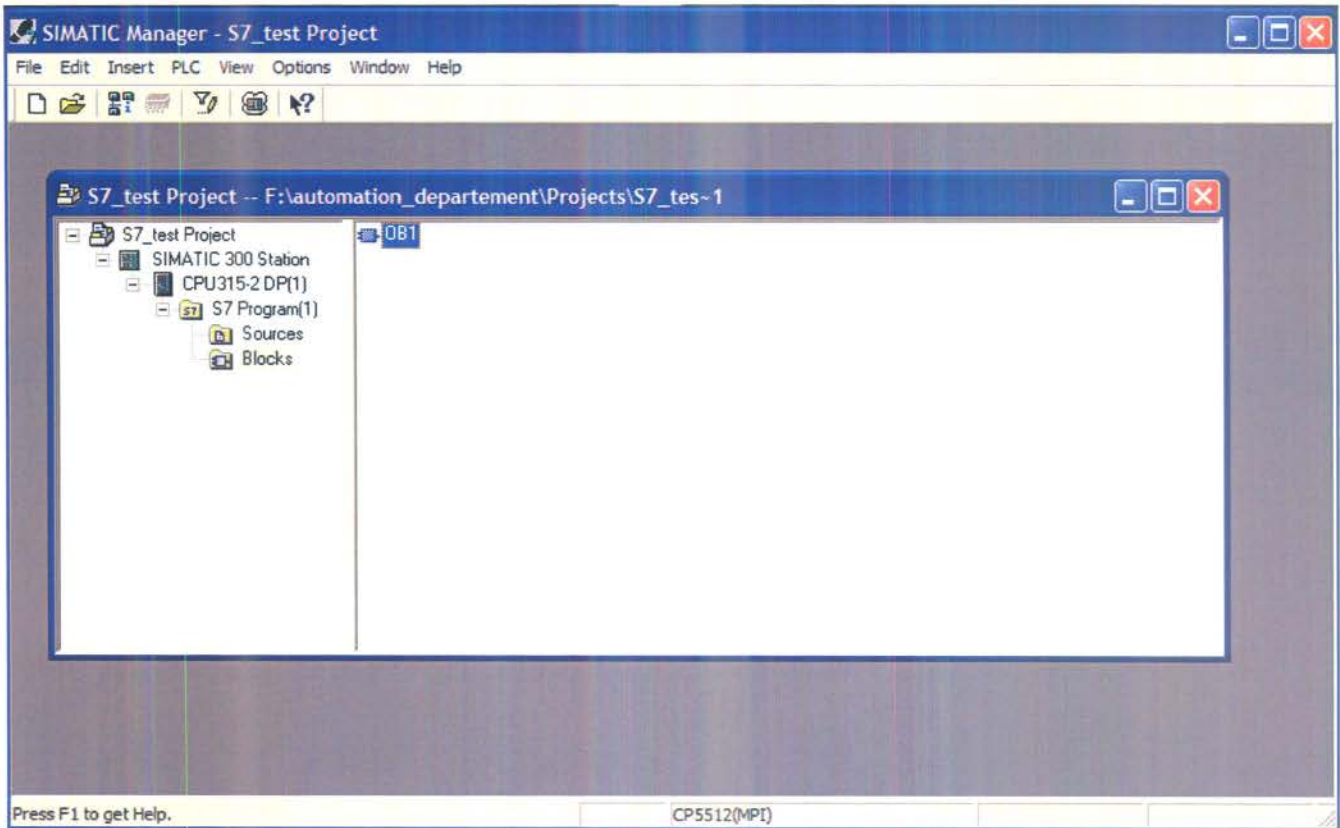 SIMATIC Manager - S7_test Project
File Edit Insert PLC View Options Window Help
S7_test Project -- F:\automation_departement\Projects\S7_tes~1
S7_test Project
SIMATIC 300 Station
CPU315-2 DP(1)
S7 Program(1)
Sources
Blocks
OB1
Press F1 to get Help.
CP5512(MPI)